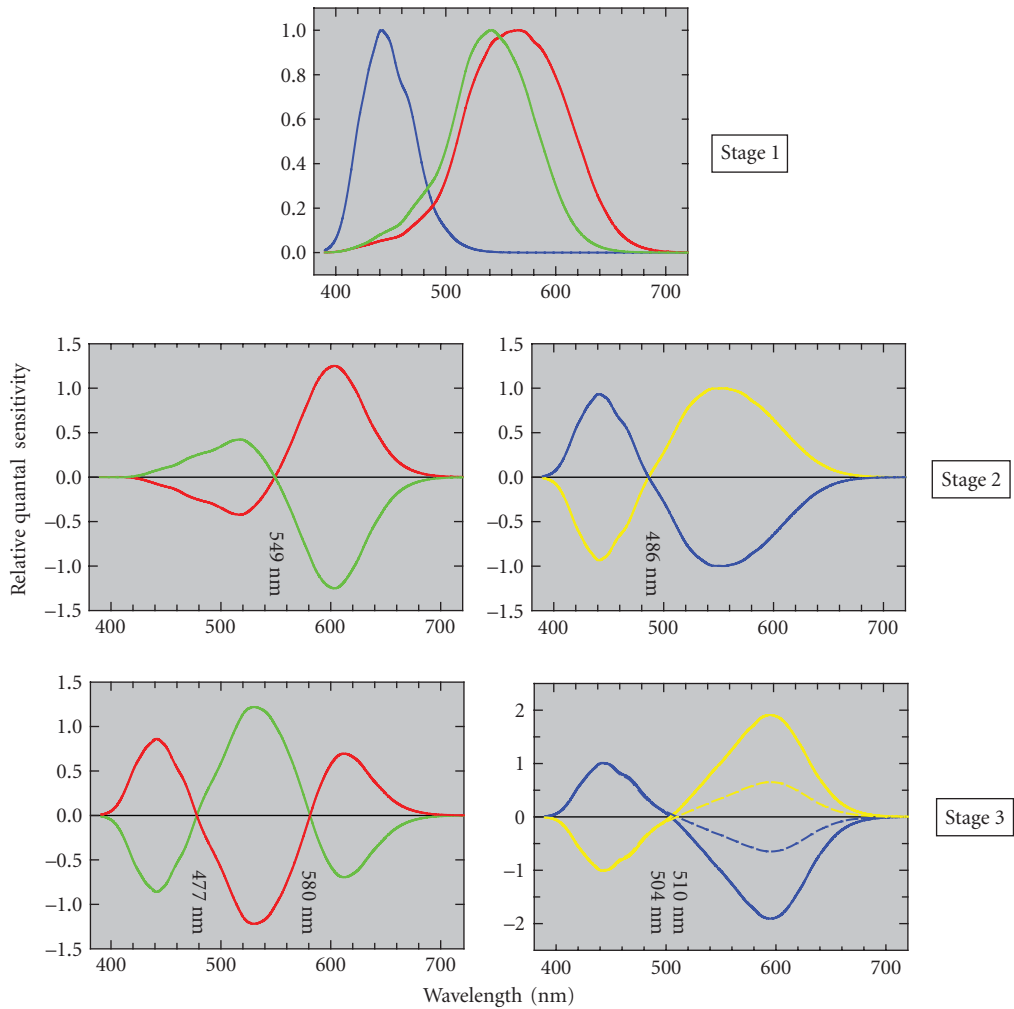 1.0
0.8
0.6
0.4
0.2
0.0
400 500 600 700
Stage 1
Relative quantal sensitivity
1.5
1.0
0.5
0.0
−0.5
−1.0
−1.5
549 nm
400 500 600 700
1.5
1.0
0.5
0.0
−0.5
−1.0
−1.5
486 nm
400 500 600 700
Stage 2
1.5
1.0
0.5
0.0
−0.5
−1.0
−1.5
477 nm
580 nm
400 500 600 700
2
1
0
−1
−2
510 nm
504 nm
400 500 600 700
Stage 3
Wavelength (nm)